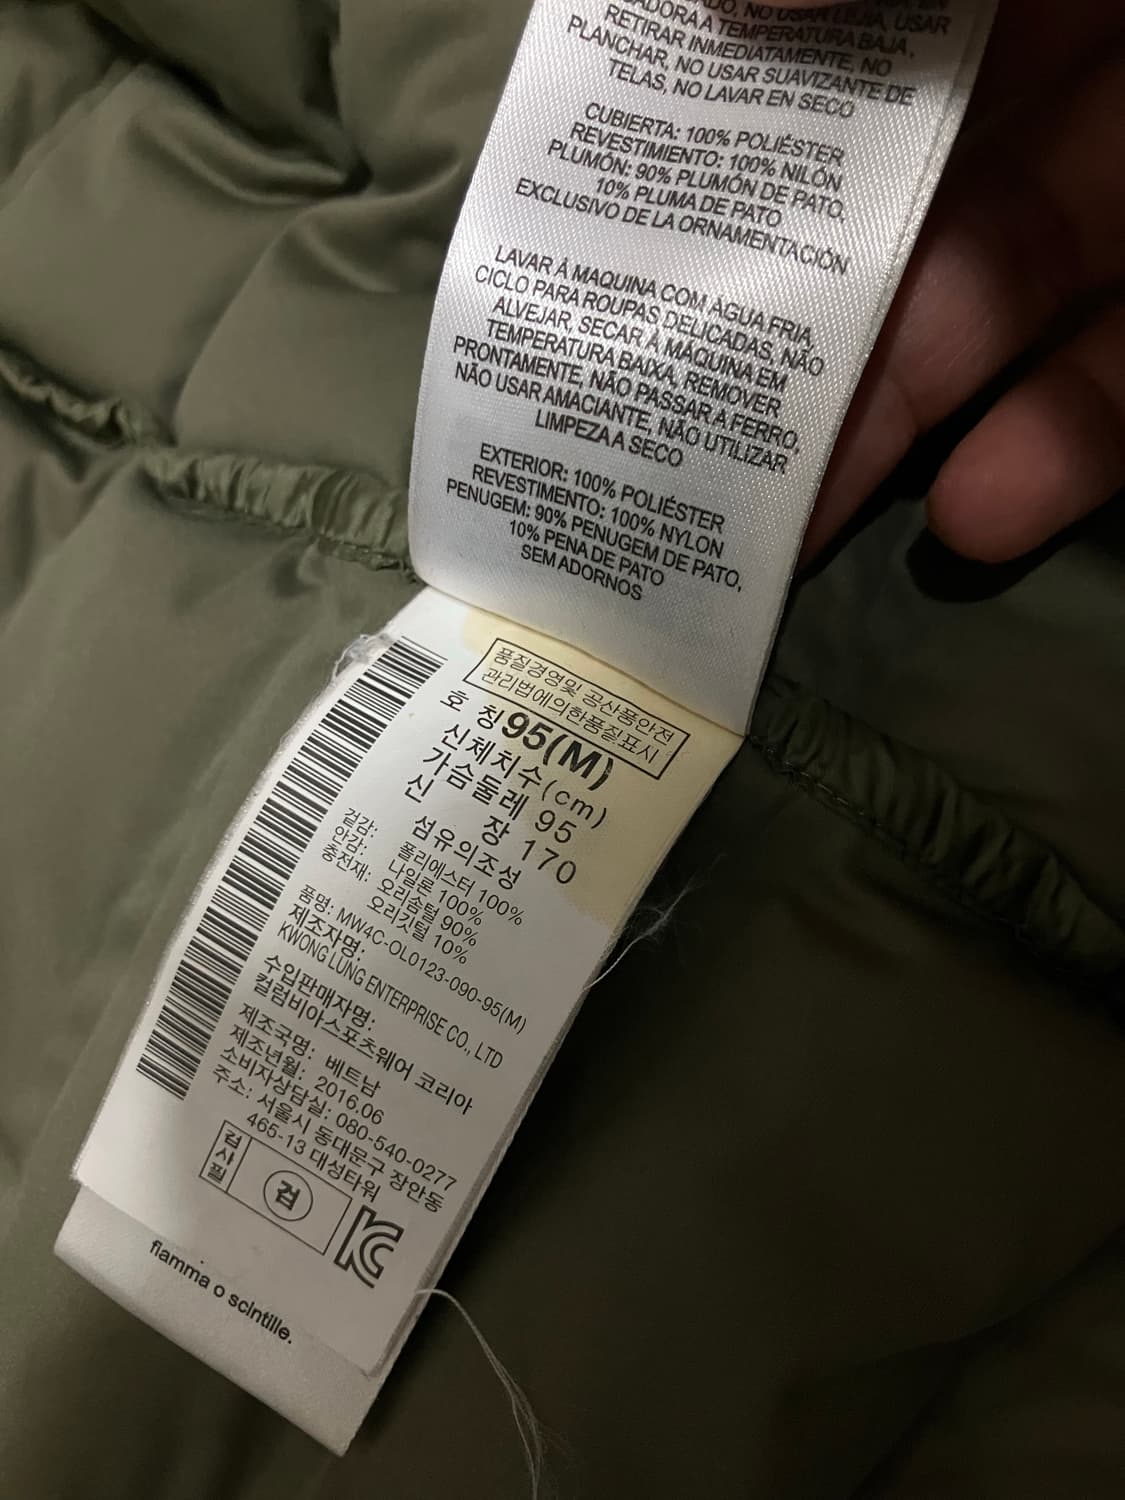 ADORA A TEMPERATURA BAJA,
RETIRAR INMEDIATAMENTE, NO
PLANCHAR, NO USAR SUAVIZANTE DE
TELAS, NO LAVAR EN SECO
CUBIERTA: 100% POLIÉSTER
REVESTIMIENTO: 100% NILÓN
PLUMÓN: 90% PLUMÓN DE PATO,
10% PLUMA DE PATO
EXCLUSIVO DE LA ORNAMENTACIÓN
LAVAR À MAQUINA COM AGUA FRIA,
CICLO PARA ROUPAS DELICADAS, NÃO
ALVEJAR, SECAR À MÁQUINA EM
TEMPERATURA BAIXA, REMOVER
PRONTAMENTE, NÃO PASSAR A FERRO,
NÃO USAR AMACIANTE, NÃO UTILIZAR
LIMPEZA A SECO
EXTERIOR: 100% POLIÉSTER
REVESTIMENTO: 100% NYLON
PENUGEM: 90% PENUGEM DE PATO,
10% PENA DE PATO
SEM ADORNOS
품질경영및 공산품안전
관리법에의한품질표시
호 칭 95(M)
신체치수(cm)
가슴둘레 95
신 장 170
섬유의조성
겉감: 폴리에스터 100%
안감: 나일론 100%
충전재: 오리솜털 90%
오리깃털 10%
품명: MW4C-OL0123-090-95(M)
제조자명:
KWONG LUNG ENTERPRISE CO., LTD
수입판매자명:
컬럼비아스포츠웨어 코리아
제조국명: 베트남
제조년월: 2016.06
소비자상담실: 080-540-0277
주소: 서울시 동대문구 장안동
465-13 대성타워
검사필 검
KC
fiamma o scintille.